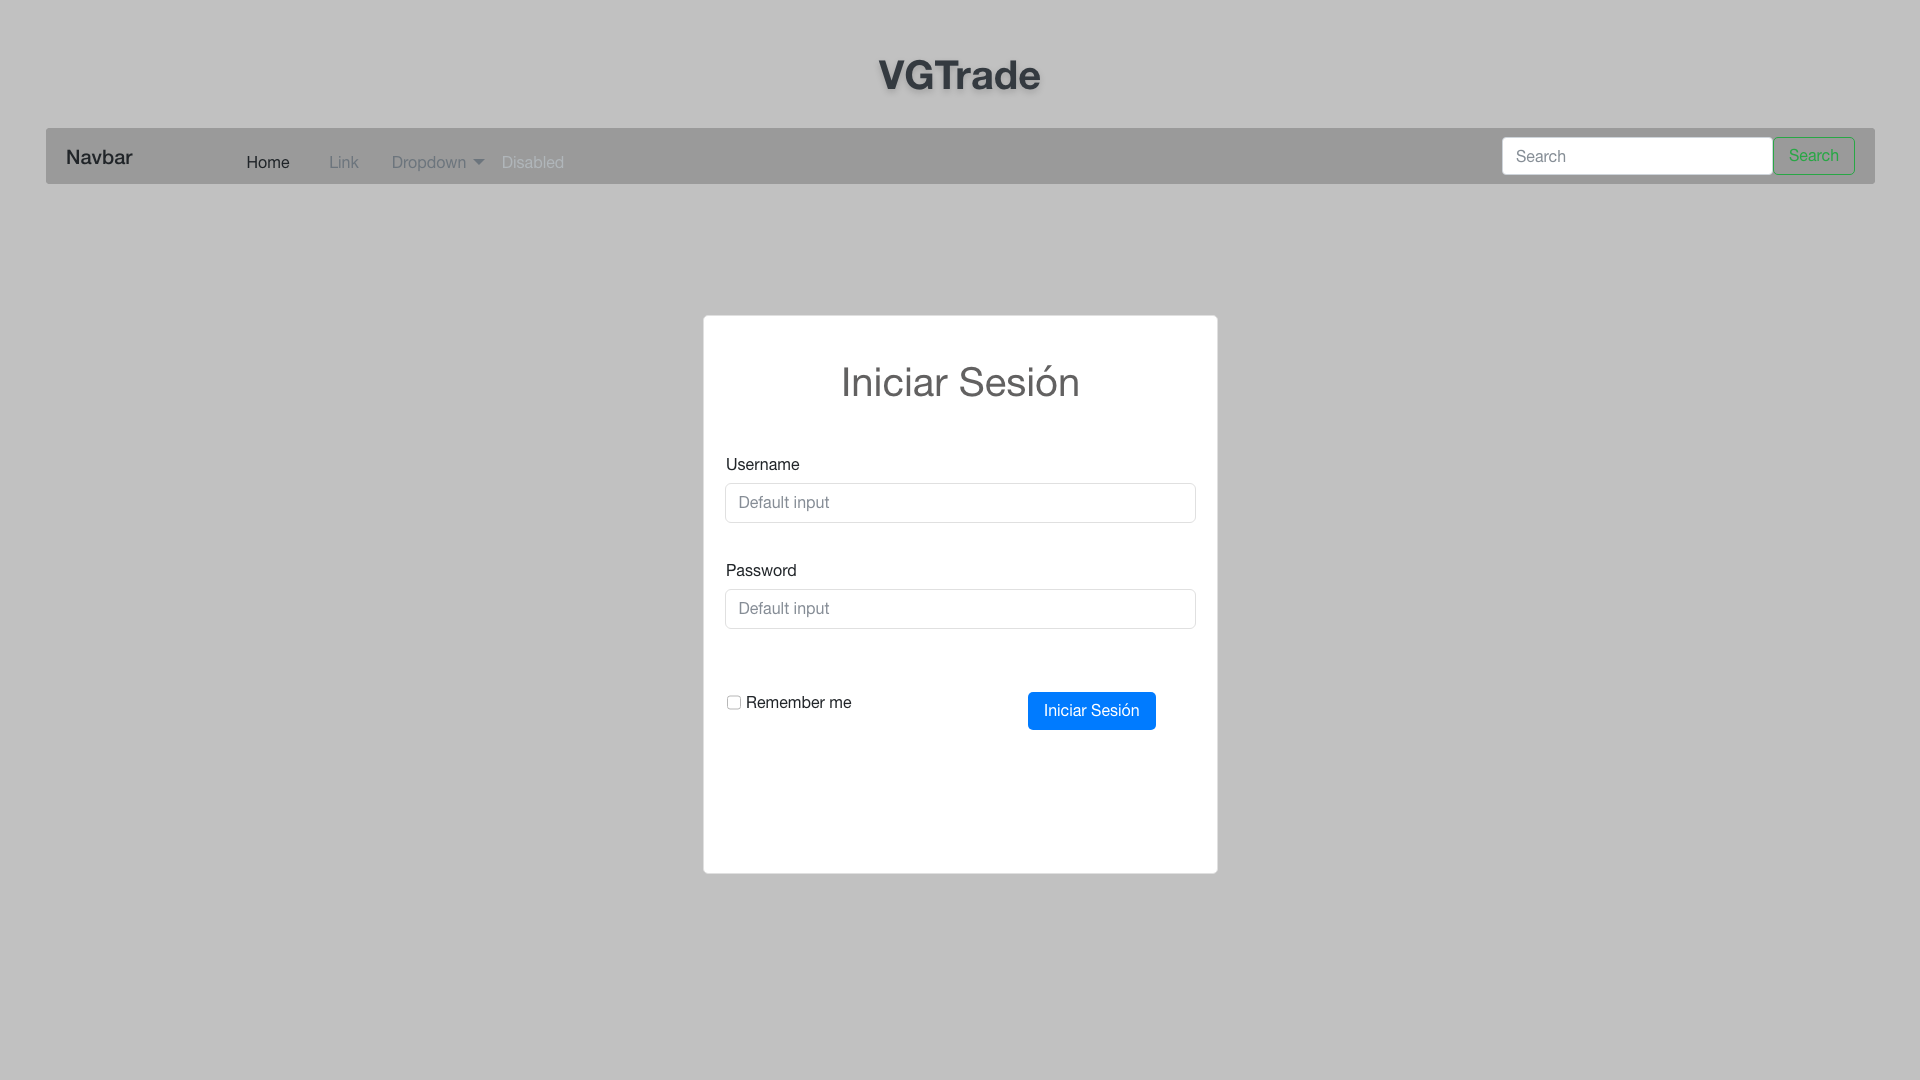 VGTrade
Navbar Home Link Dropdown Disabled Search Search
Iniciar Sesión
Username
Default input
Password
Default input
Remember me Iniciar Sesión